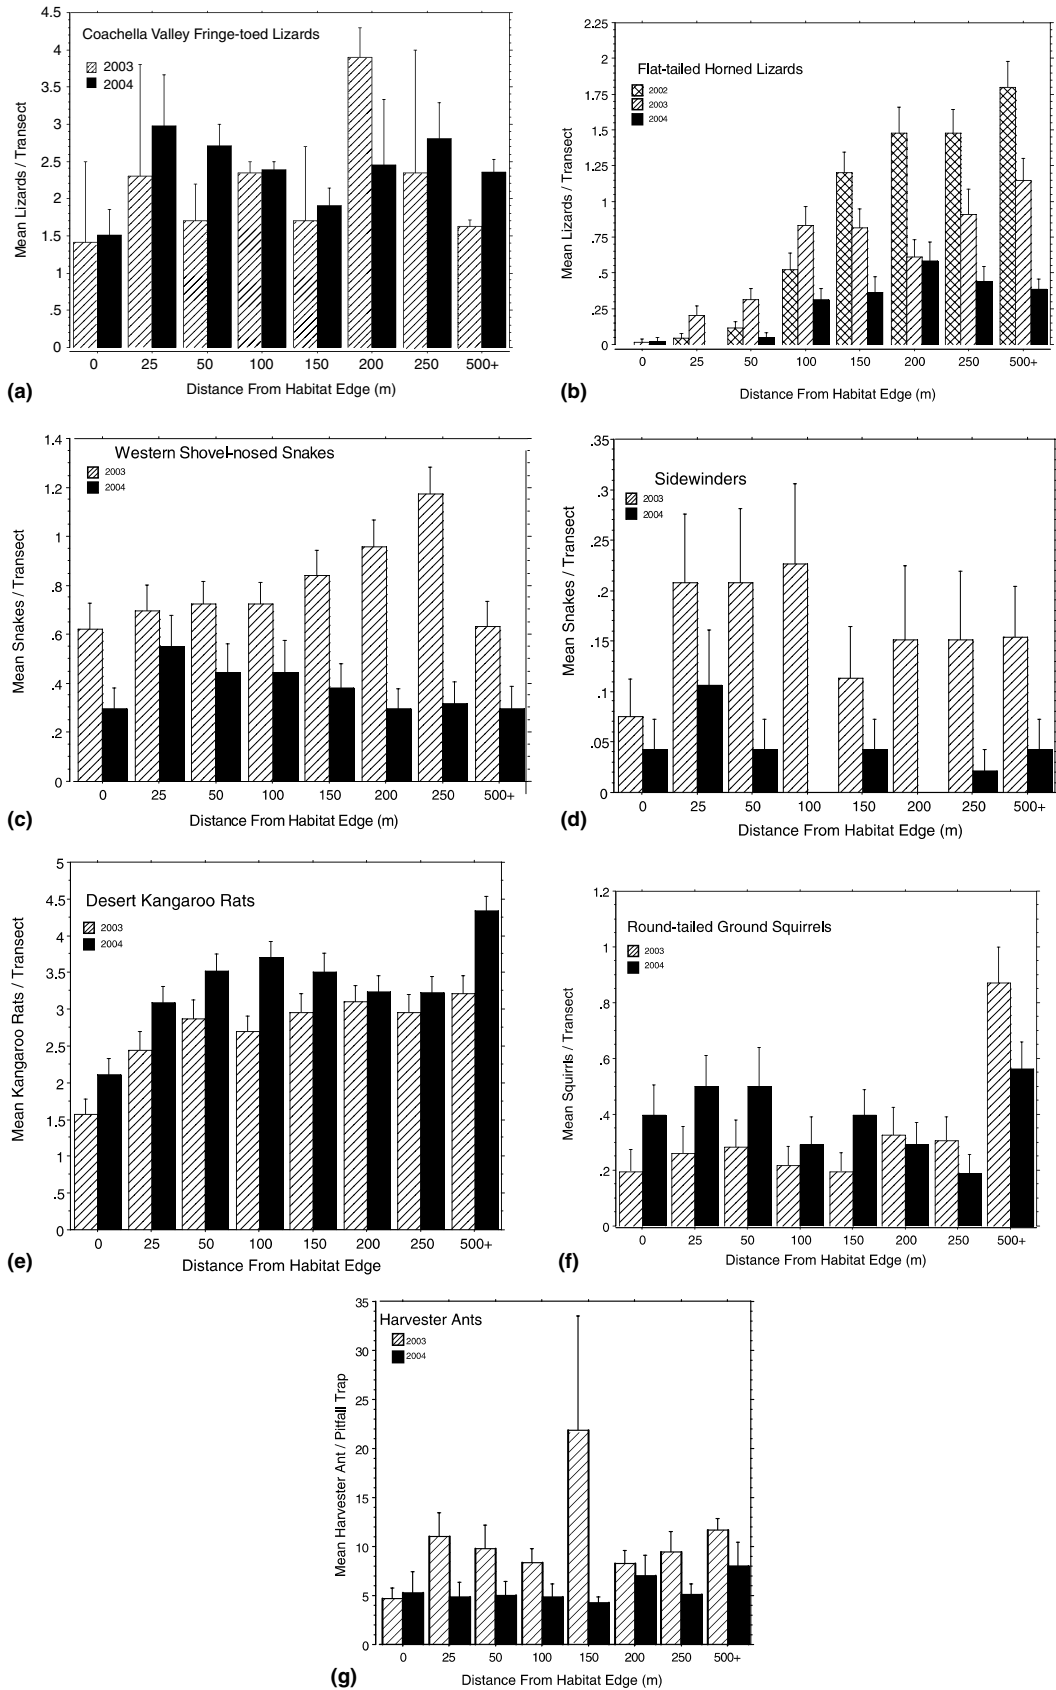 Coachella Valley Fringe-toed Lizards
2003
2004
Mean Lizards / Transect
4.5
4
3.5
3
2.5
2
1.5
1
.5
0
0 25 50 100 150 200 250 500+
Distance From Habitat Edge (m)
(a)
Flat-tailed Horned Lizards
2002
2003
2004
Mean Lizards / Transect
2.25
2
1.75
1.5
1.25
1
.75
.5
.25
0
0 25 50 100 150 200 250 500+
Distance From Habitat Edge (m)
(b)
Western Shovel-nosed Snakes
2003
2004
Mean Snakes / Transect
1.4
1.2
1
.8
.6
.4
.2
0
0 25 50 100 150 200 250 500+
Distance From Habitat Edge (m)
(c)
Sidewinders
2003
2004
Mean Snakes / Transect
.35
.3
.25
.2
.15
.1
.05
0
0 25 50 100 150 200 250 500+
Distance From Habitat Edge (m)
(d)
Desert Kangaroo Rats
2003
2004
Mean Kangaroo Rats / Transect
5
4.5
4
3.5
3
2.5
2
1.5
1
.5
0
0 25 50 100 150 200 250 500+
Distance From Habitat Edge
(e)
Round-tailed Ground Squirrels
2003
2004
Mean Squirrls / Transect
1.2
1
.8
.6
.4
.2
0
0 25 50 100 150 200 250 500+
Distance From Habitat Edge (m)
(f)
Harvester Ants
2003
2004
Mean Harvester Ant / Pitfall Trap
35
30
25
20
15
10
5
0
0 25 50 100 150 200 250 500+
Distance From Habitat Edge (m)
(g)